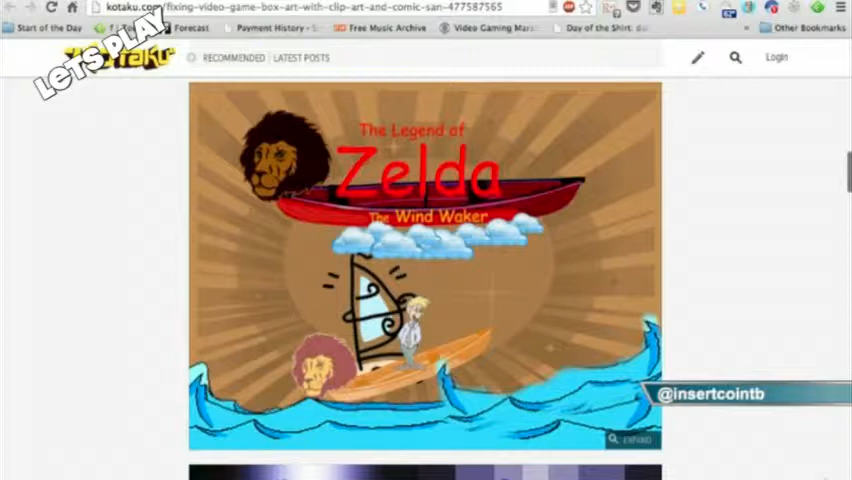 kotaku.com/fixing-video-game-box-art-with-clip-art-and-comic-san-477587565
Start of the Day
Forecast
Payment History - S
Free Music Archive
Video Gaming Mar
Day of the Shirt: da
Other Bookmarks
LETS PLAY
RECOMMENDED
LATEST POSTS
Login
The Legend of
Zelda
The Wind Waker
@insertcointb
EXPAND